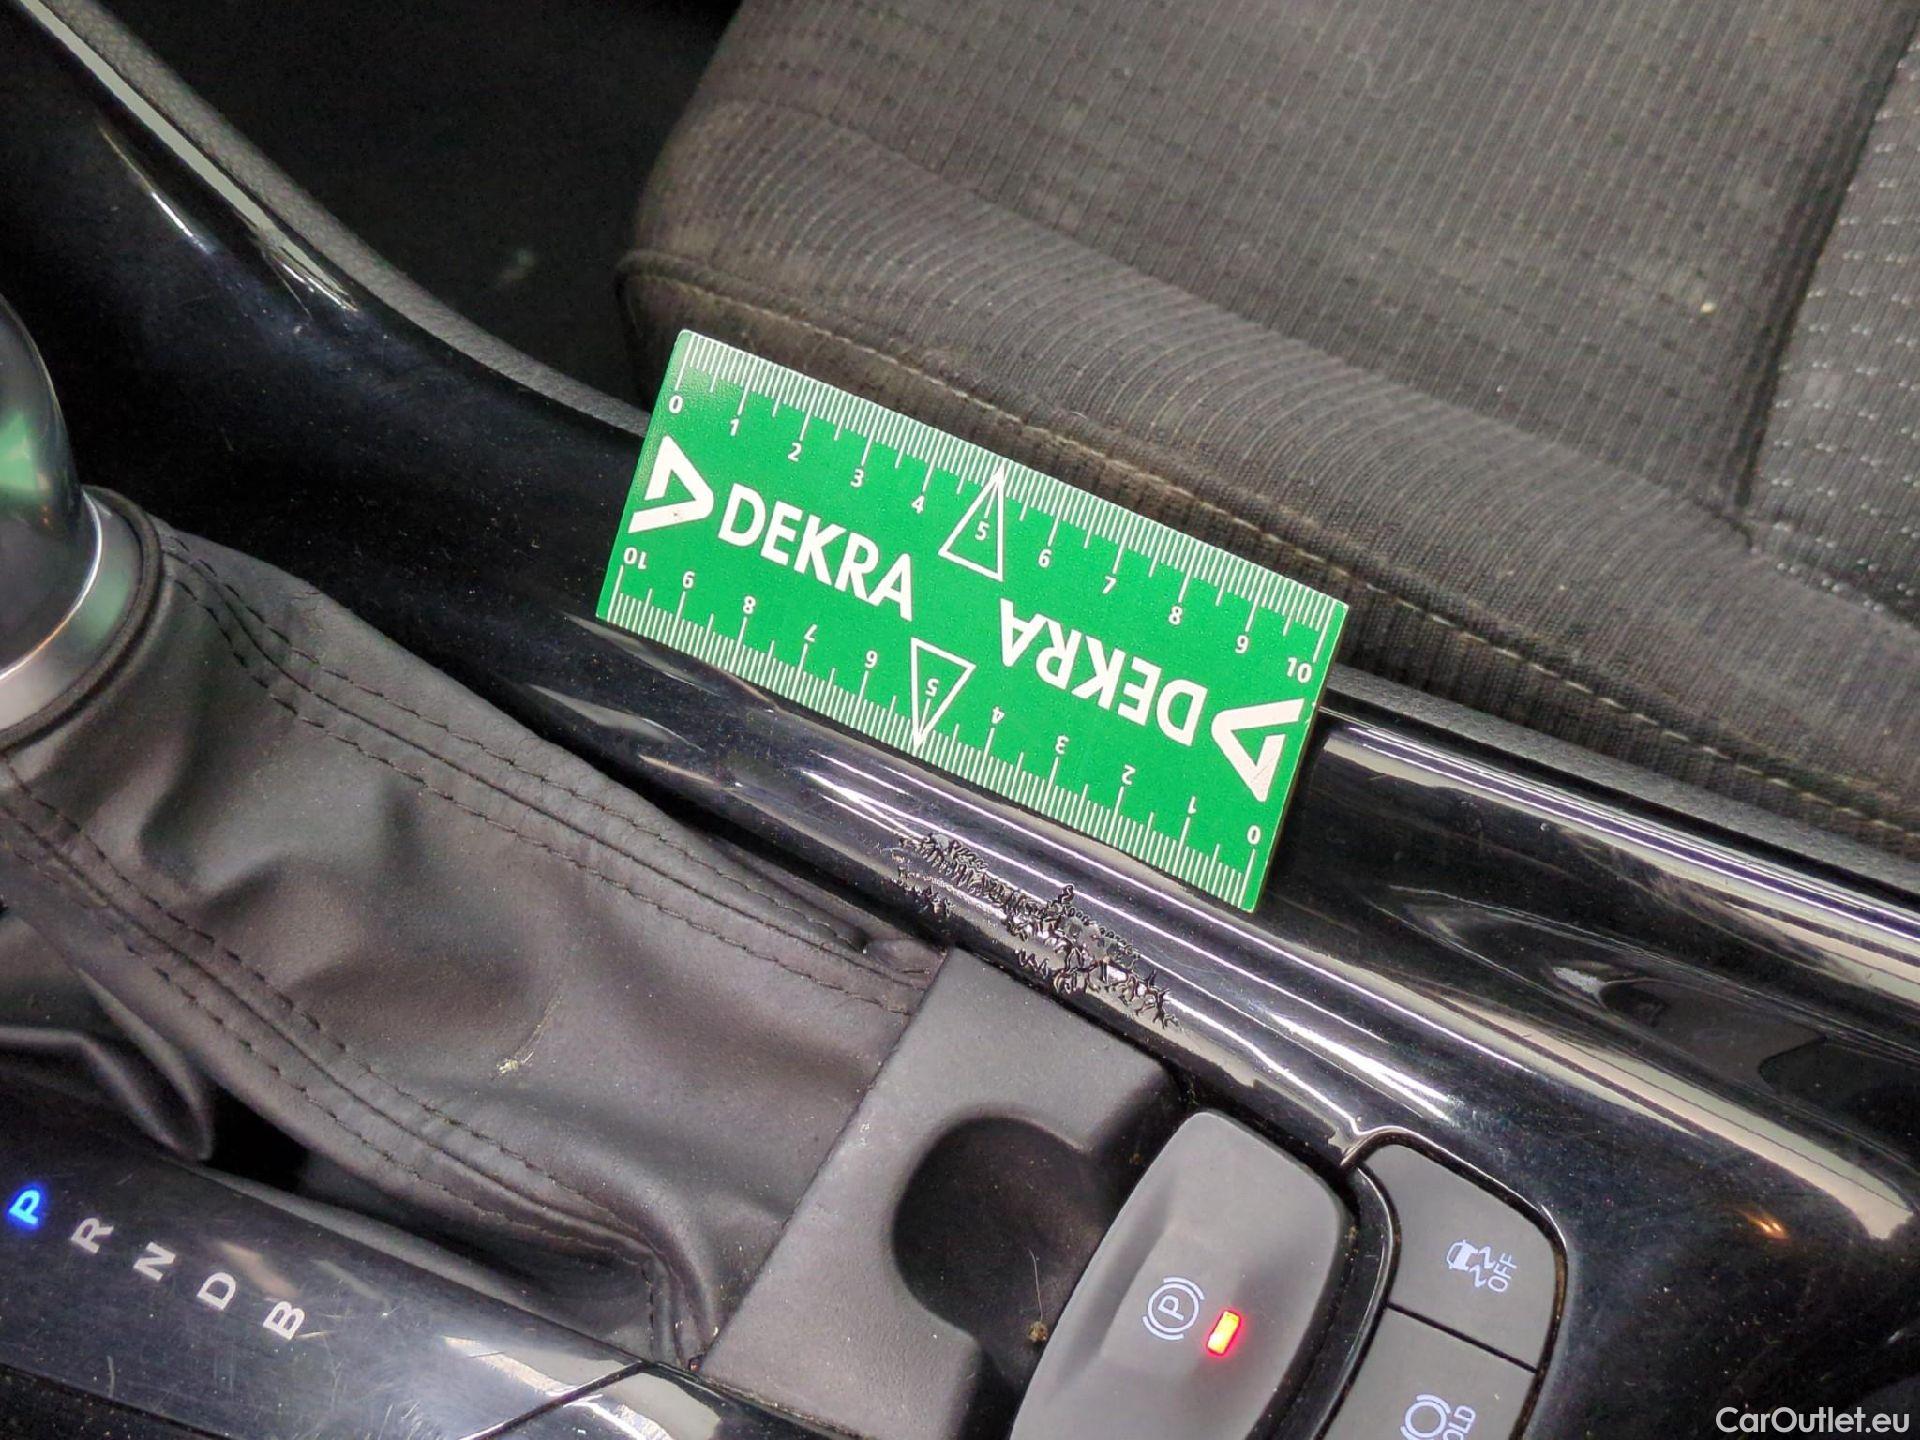 0 1 2 3 4 5 6 7 8 9 10
DEKRA
DEKRA
10 9 8 7 6 5 4 3 2 1 0
P R N D B
P
OFF
CarOutlet.eu